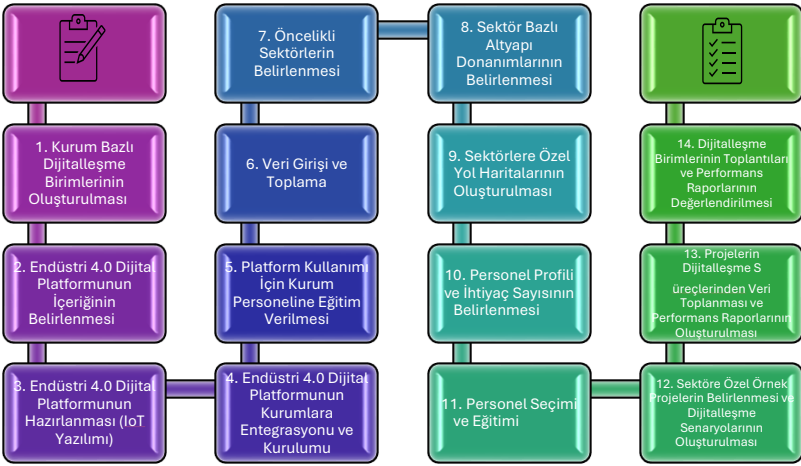 1. Kurum Bazlı
Dijitalleşme
Birimlerinin
Oluşturulması
2. Endüstri 4.0 Dijital
Platformunun
İçeriğinin
Belirlenmesi
3. Endüstri 4.0 Dijital
Platformunun
Hazırlanması (IoT
Yazılımı)
4. Endüstri 4.0 Dijital
Platformunun
Kurumlara
Entegrasyonu ve
Kurulumu
5. Platform Kullanımı
İçin Kurum
Personeline Eğitim
Verilmesi
6. Veri Girişi ve
Toplama
7. Öncelikli
Sektörlerin
Belirlenmesi
8. Sektör Bazlı
Altyapı
Donanımlarının
Belirlenmesi
9. Sektörlere Özel
Yol Haritalarının
Oluşturulması
10. Personel Profili
ve İhtiyaç Sayısının
Belirlenmesi
11. Personel Seçimi
ve Eğitimi
12. Sektöre Özel Örnek
Projelerin Belirlenmesi ve
Dijitalleşme
Senaryolarının
Oluşturulması
13. Projelerin
Dijitalleşme S
üreçlerinden Veri
Toplanması ve
Performans Raporlarının
Oluşturulması
14. Dijitalleşme
Birimlerinin Toplantıları
ve Performans
Raporlarının
Değerlendirilmesi